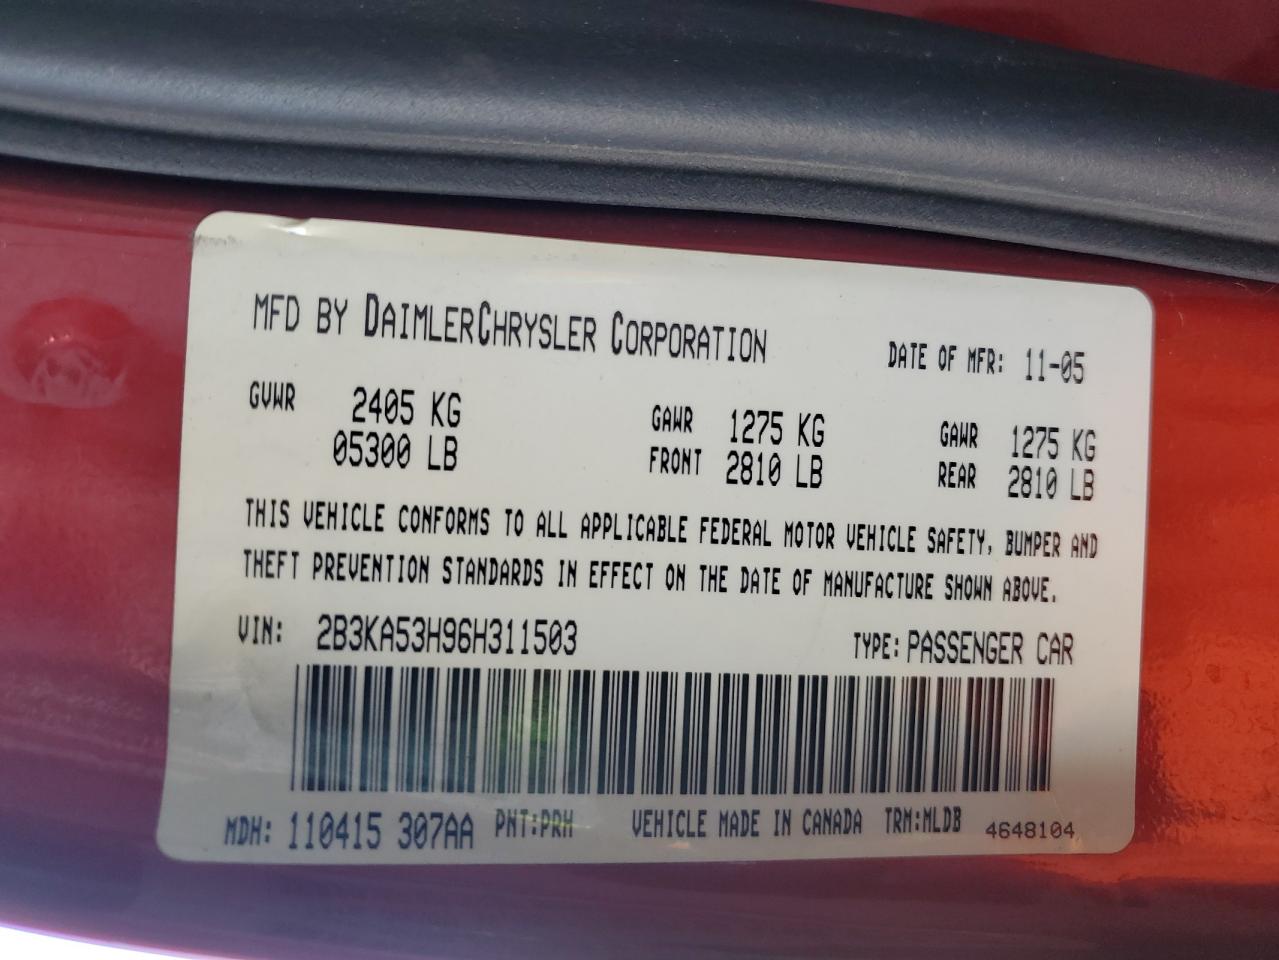 MFD BY DAIMLERCHRYSLER CORPORATION DATE OF MFR: 11-05
GVWR 2405 KG GAWR 1275 KG GAWR 1275 KG
05300 LB FRONT 2810 LB REAR 2810 LB
THIS VEHICLE CONFORMS TO ALL APPLICABLE FEDERAL MOTOR VEHICLE SAFETY, BUMPER AND
THEFT PREVENTION STANDARDS IN EFFECT ON THE DATE OF MANUFACTURE SHOWN ABOVE.
VIN: 2B3KA53H96H311503 TYPE: PASSENGER CAR
MDH: 110415 307AA PNT:PRH VEHICLE MADE IN CANADA TRM:MLDB 4648104